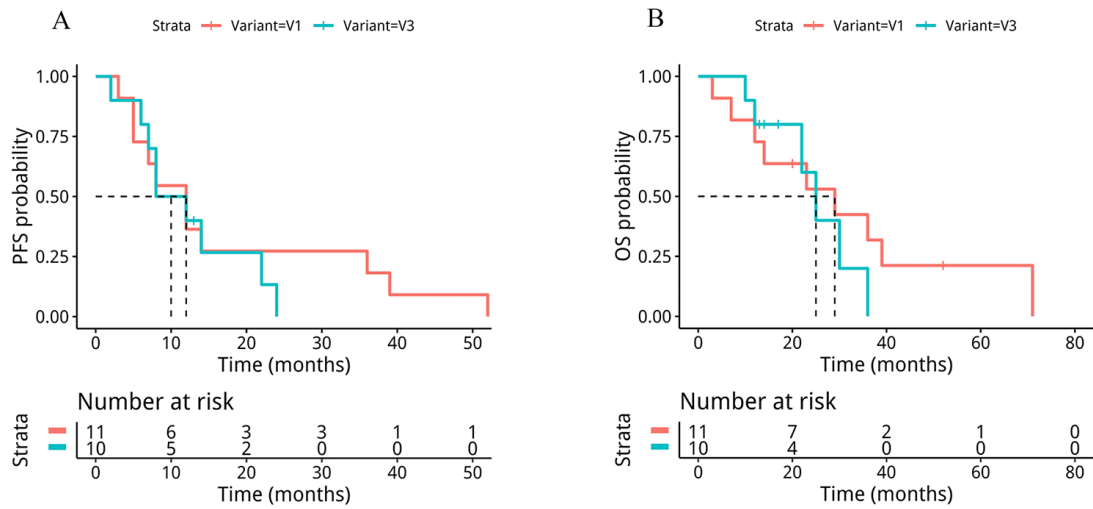 A
Strata Variant=V1 Variant=V3
PFS probability
1.00
0.75
0.50
0.25
0.00
0 10 20 30 40 50
Time (months)
Number at risk
Strata
11 6 3 3 1 1
10 5 2 0 0 0
0 10 20 30 40 50
Time (months)
B
Strata Variant=V1 Variant=V3
OS probability
1.00
0.75
0.50
0.25
0.00
0 20 40 60 80
Time (months)
Number at risk
Strata
11 7 2 1 0
10 4 0 0 0
0 20 40 60 80
Time (months)